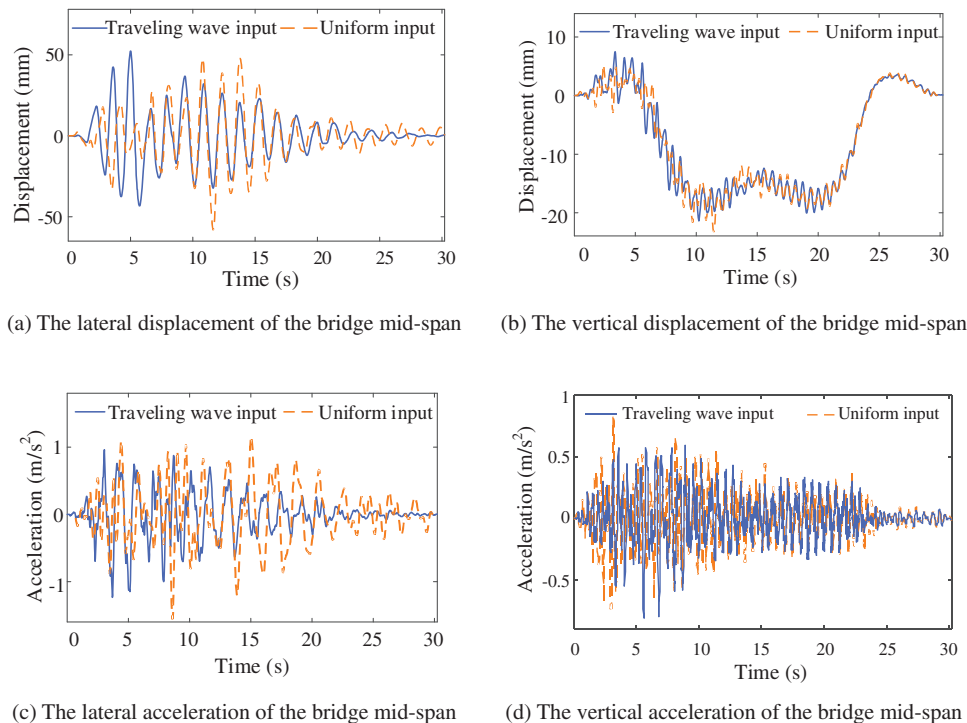 Traveling wave input Uniform input
50
0
-50
Displacement (mm)
0 5 10 15 20 25 30
Time (s)
(a) The lateral displacement of the bridge mid-span
Traveling wave input Uniform input
10
0
-10
-20
Displacement (mm)
0 5 10 15 20 25 30
Time (s)
(b) The vertical displacement of the bridge mid-span
Traveling wave input Uniform input
1
0
-1
Acceleration (m/s²)
0 5 10 15 20 25 30
Time (s)
(c) The lateral acceleration of the bridge mid-span
1
Traveling wave input Uniform input
0.5
0
-0.5
Acceleration (m/s²)
0 5 10 15 20 25 30
Time (s)
(d) The vertical acceleration of the bridge mid-span